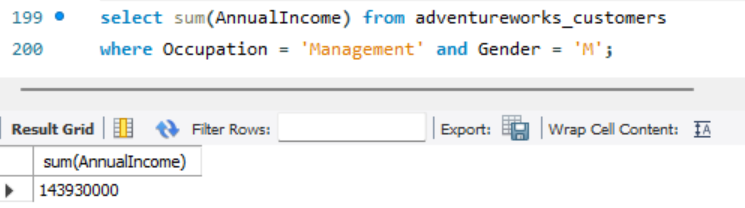 199 select sum(AnnualIncome) from adventureworks_customers
200 where Occupation = 'Management' and Gender = 'M';
Result Grid Filter Rows: Export: Wrap Cell Content: IA
sum(AnnualIncome)
143930000